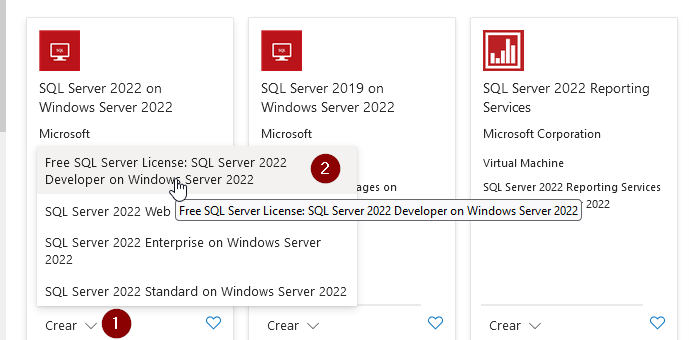 SQL
SQL
SQL Server 2022 on
Windows Server 2022
Microsoft
SQL Server 2019 on
Windows Server 2022
SQL Server 2022 Reporting
Services
Microsoft Corporation
Virtual Machine
SQL Server 2022 Reporting Services
2022
ages on
Free SQL Server License: SQL Server 2022
Developer on Windows Server 2022
2
SQL Server 2022 Web
Free SQL Server License: SQL Server 2022 Developer on Windows Server 2022
SQL Server 2022 Enterprise on Windows Server
2022
SQL Server 2022 Standard on Windows Server 2022
Crear
1
Crear
Crear